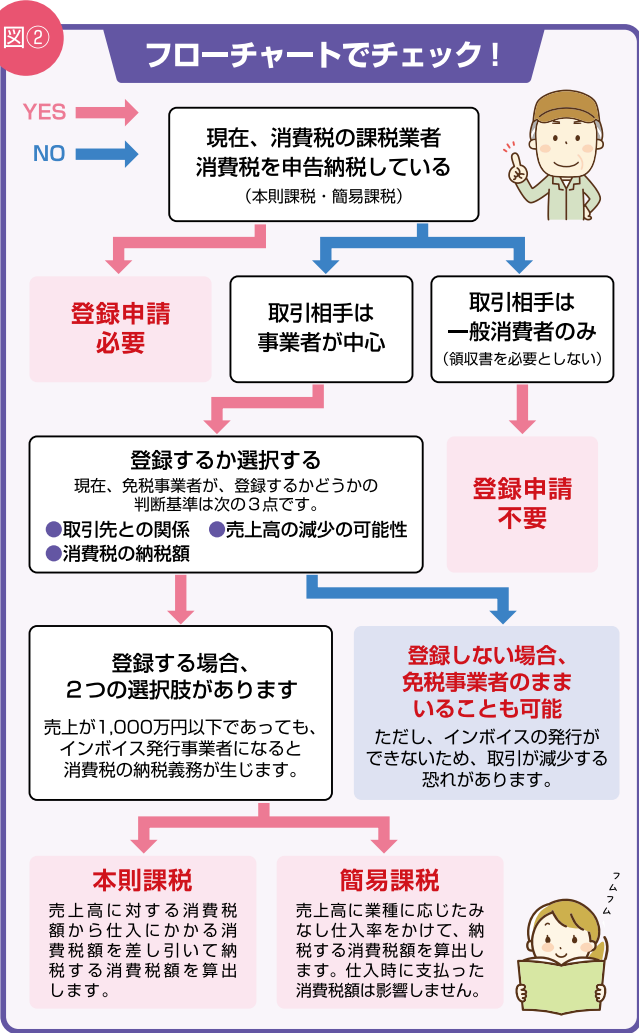 図②
フローチャートでチェック！
YES
NO
現在、消費税の課税業者
消費税を申告納税している
（本則課税・簡易課税）
登録申請
必要
取引相手は
事業者が中心
取引相手は
一般消費者のみ
（領収書を必要としない）
登録するか選択する
現在、免税事業者が、登録するかどうかの
判断基準は次の３点です。
●取引先との関係　●売上高の減少の可能性
●消費税の納税額
登録申請
不要
登録する場合、
２つの選択肢があります
売上が1,000万円以下であっても、
インボイス発行事業者になると
消費税の納税義務が生じます。
登録しない場合、
免税事業者のまま
いることも可能
ただし、インボイスの発行が
できないため、取引が減少する
恐れがあります。
本則課税
売上高に対する消費税
額から仕入にかかる消
費税額を差し引いて納
税する消費税額を算出
します。
簡易課税
売上高に業種に応じたみ
なし仕入率をかけて、納
税する消費税額を算出し
ます。仕入時に支払った
消費税額は影響しません。
フムフム